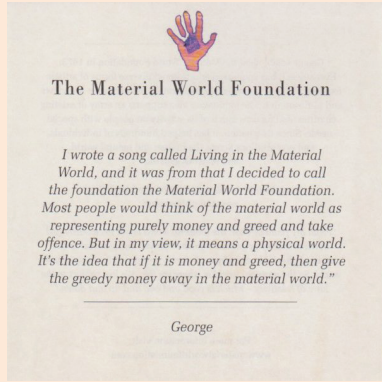 The Material World Foundation
I wrote a song called Living in the Material
World, and it was from that I decided to call
the foundation the Material World Foundation.
Most people would think of the material world as
representing purely money and greed and take
offence. But in my view, it means a physical world.
It's the idea that if it is money and greed, then give
the greedy money away in the material world."
George